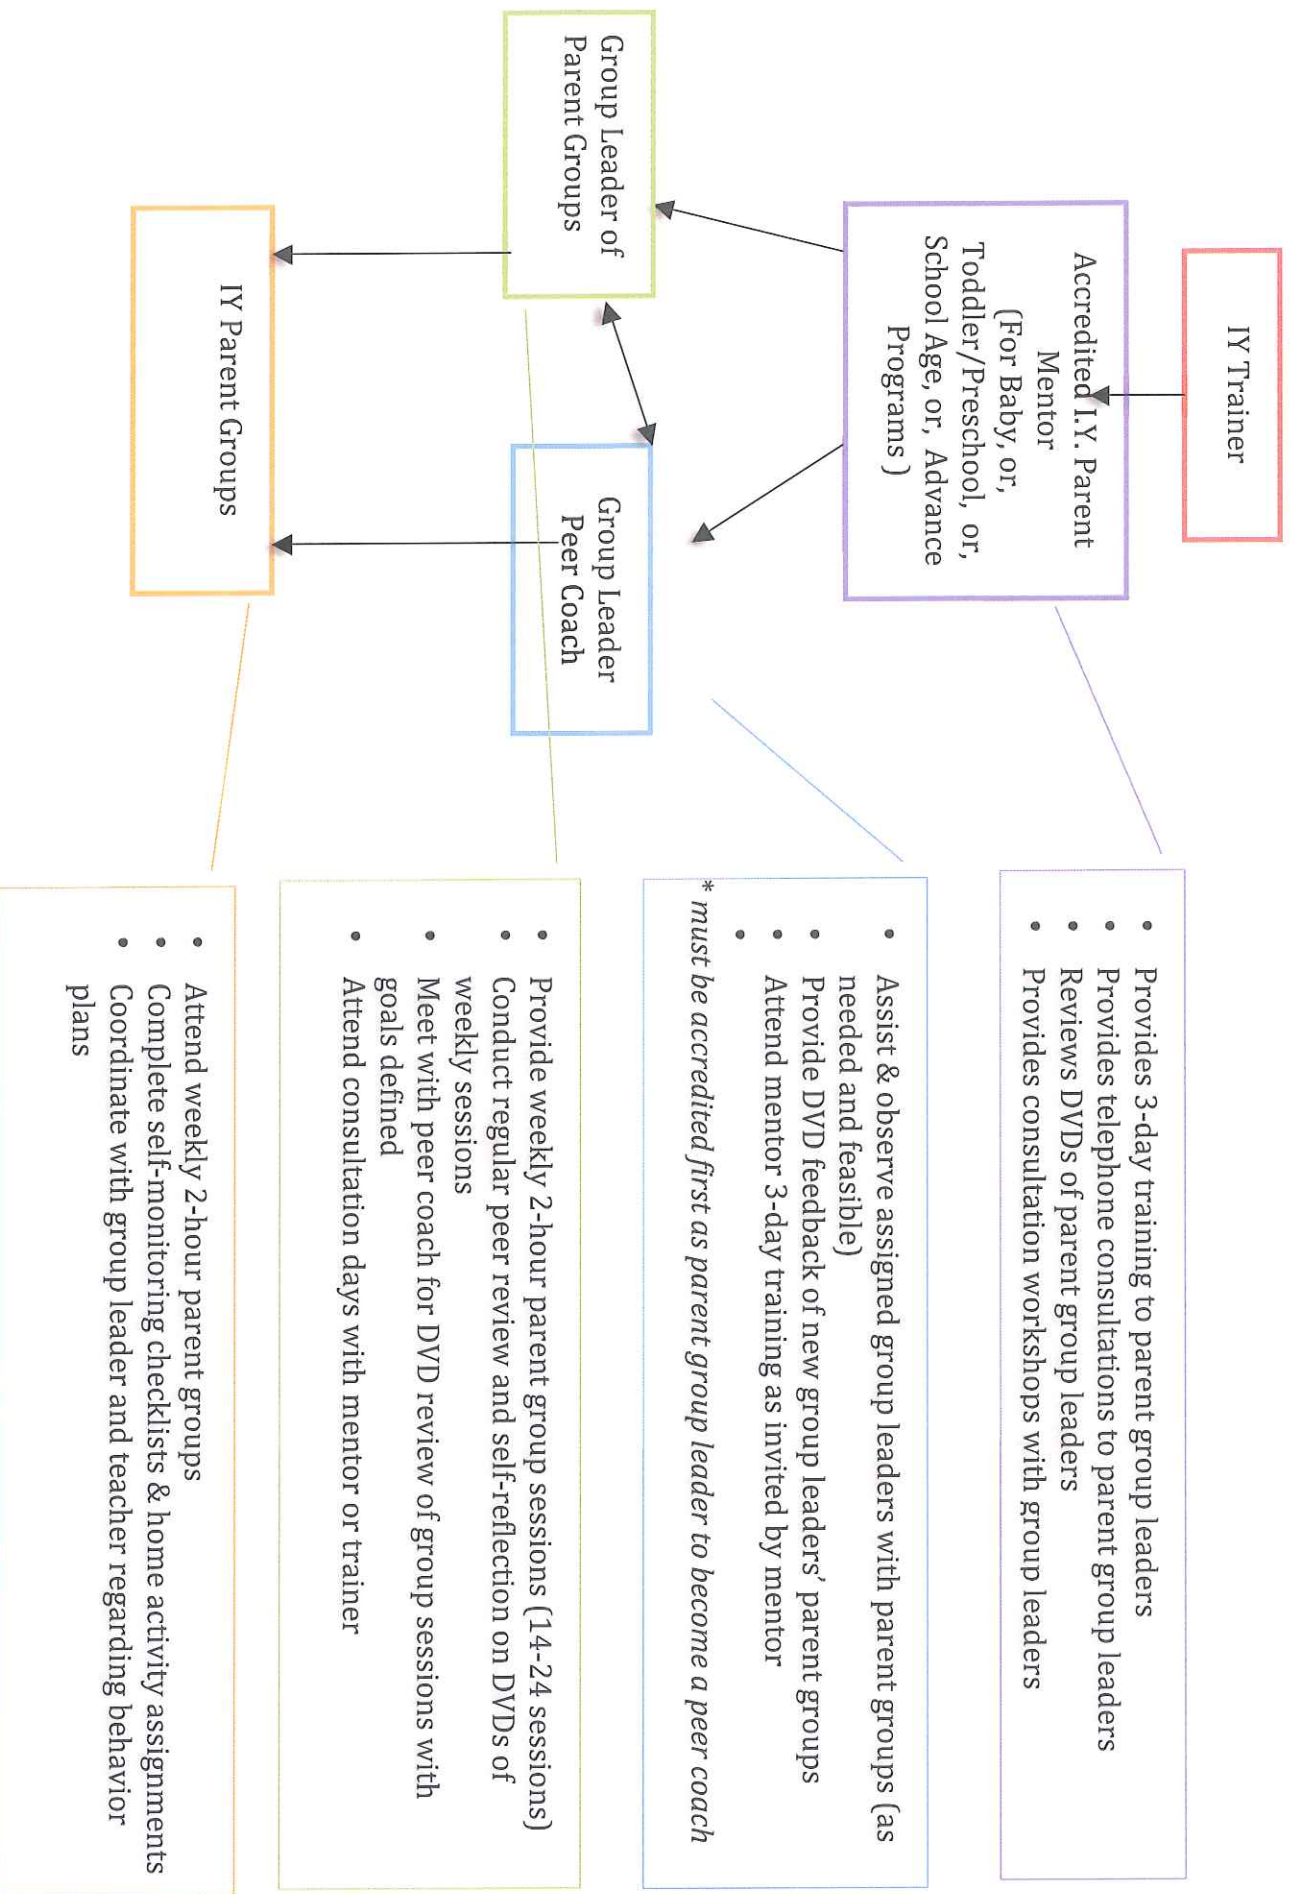 IY Trainer
Accredited I.Y. Parent
Mentor
(For Baby, or,
Toddler/Preschool, or,
School Age, or, Advance
Programs )
Group Leader of
Parent Groups
Group Leader
Peer Coach
IY Parent Groups
• Provides 3-day training to parent group leaders
• Provides telephone consultations to parent group leaders
• Reviews DVDs of parent group leaders
• Provides consultation workshops with group leaders
• Assist & observe assigned group leaders with parent groups (as
needed and feasible)
• Provide DVD feedback of new group leaders' parent groups
• Attend mentor 3-day training as invited by mentor
•
* must be accredited first as parent group leader to become a peer coach
• Provide weekly 2-hour parent group sessions (14-24 sessions)
• Conduct regular peer review and self-reflection on DVDs of
weekly sessions
• Meet with peer coach for DVD review of group sessions with
goals defined
• Attend consultation days with mentor or trainer
• Attend weekly 2-hour parent groups
• Complete self-monitoring checklists & home activity assignments
• Coordinate with group leader and teacher regarding behavior
plans